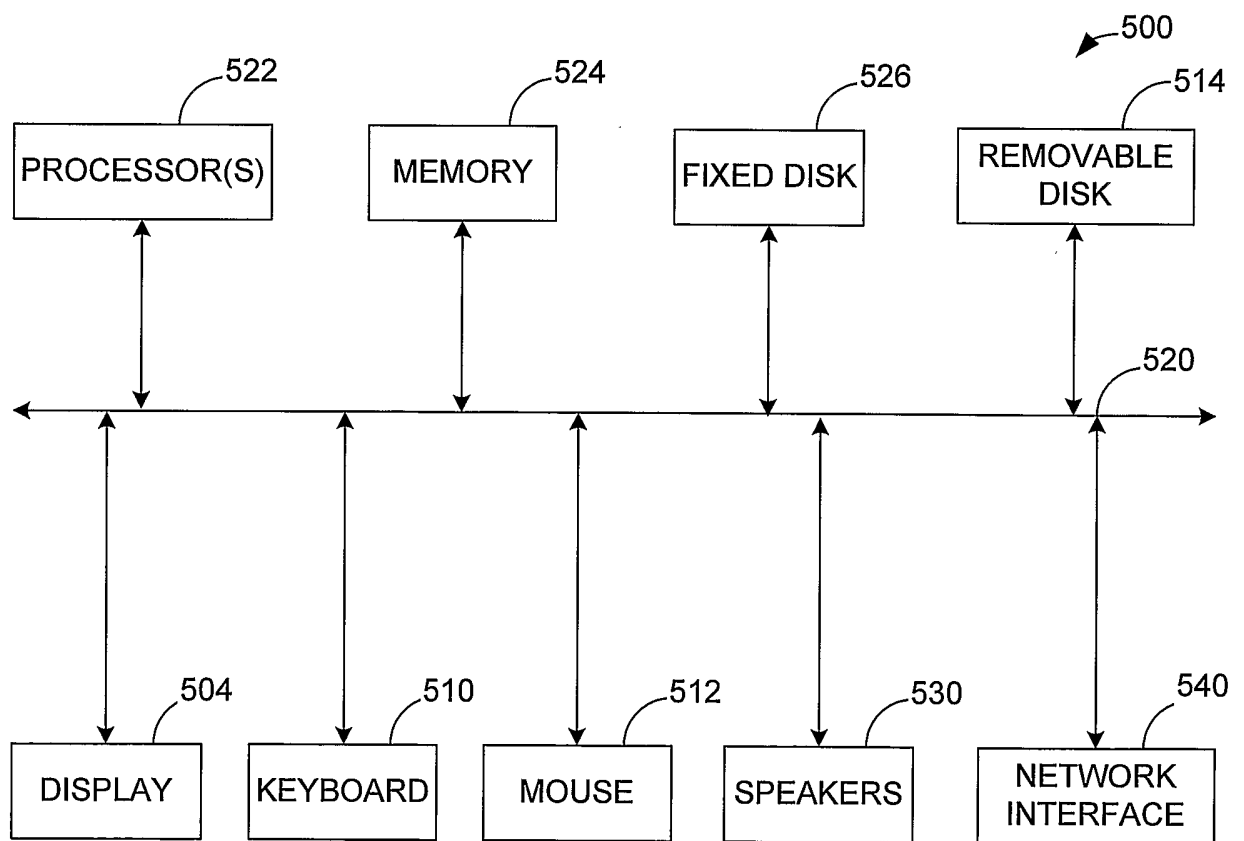 500
522
524
526
514
PROCESSOR(S)
MEMORY
FIXED DISK
REMOVABLE
DISK
520
504
510
512
530
540
DISPLAY
KEYBOARD
MOUSE
SPEAKERS
NETWORK
INTERFACE